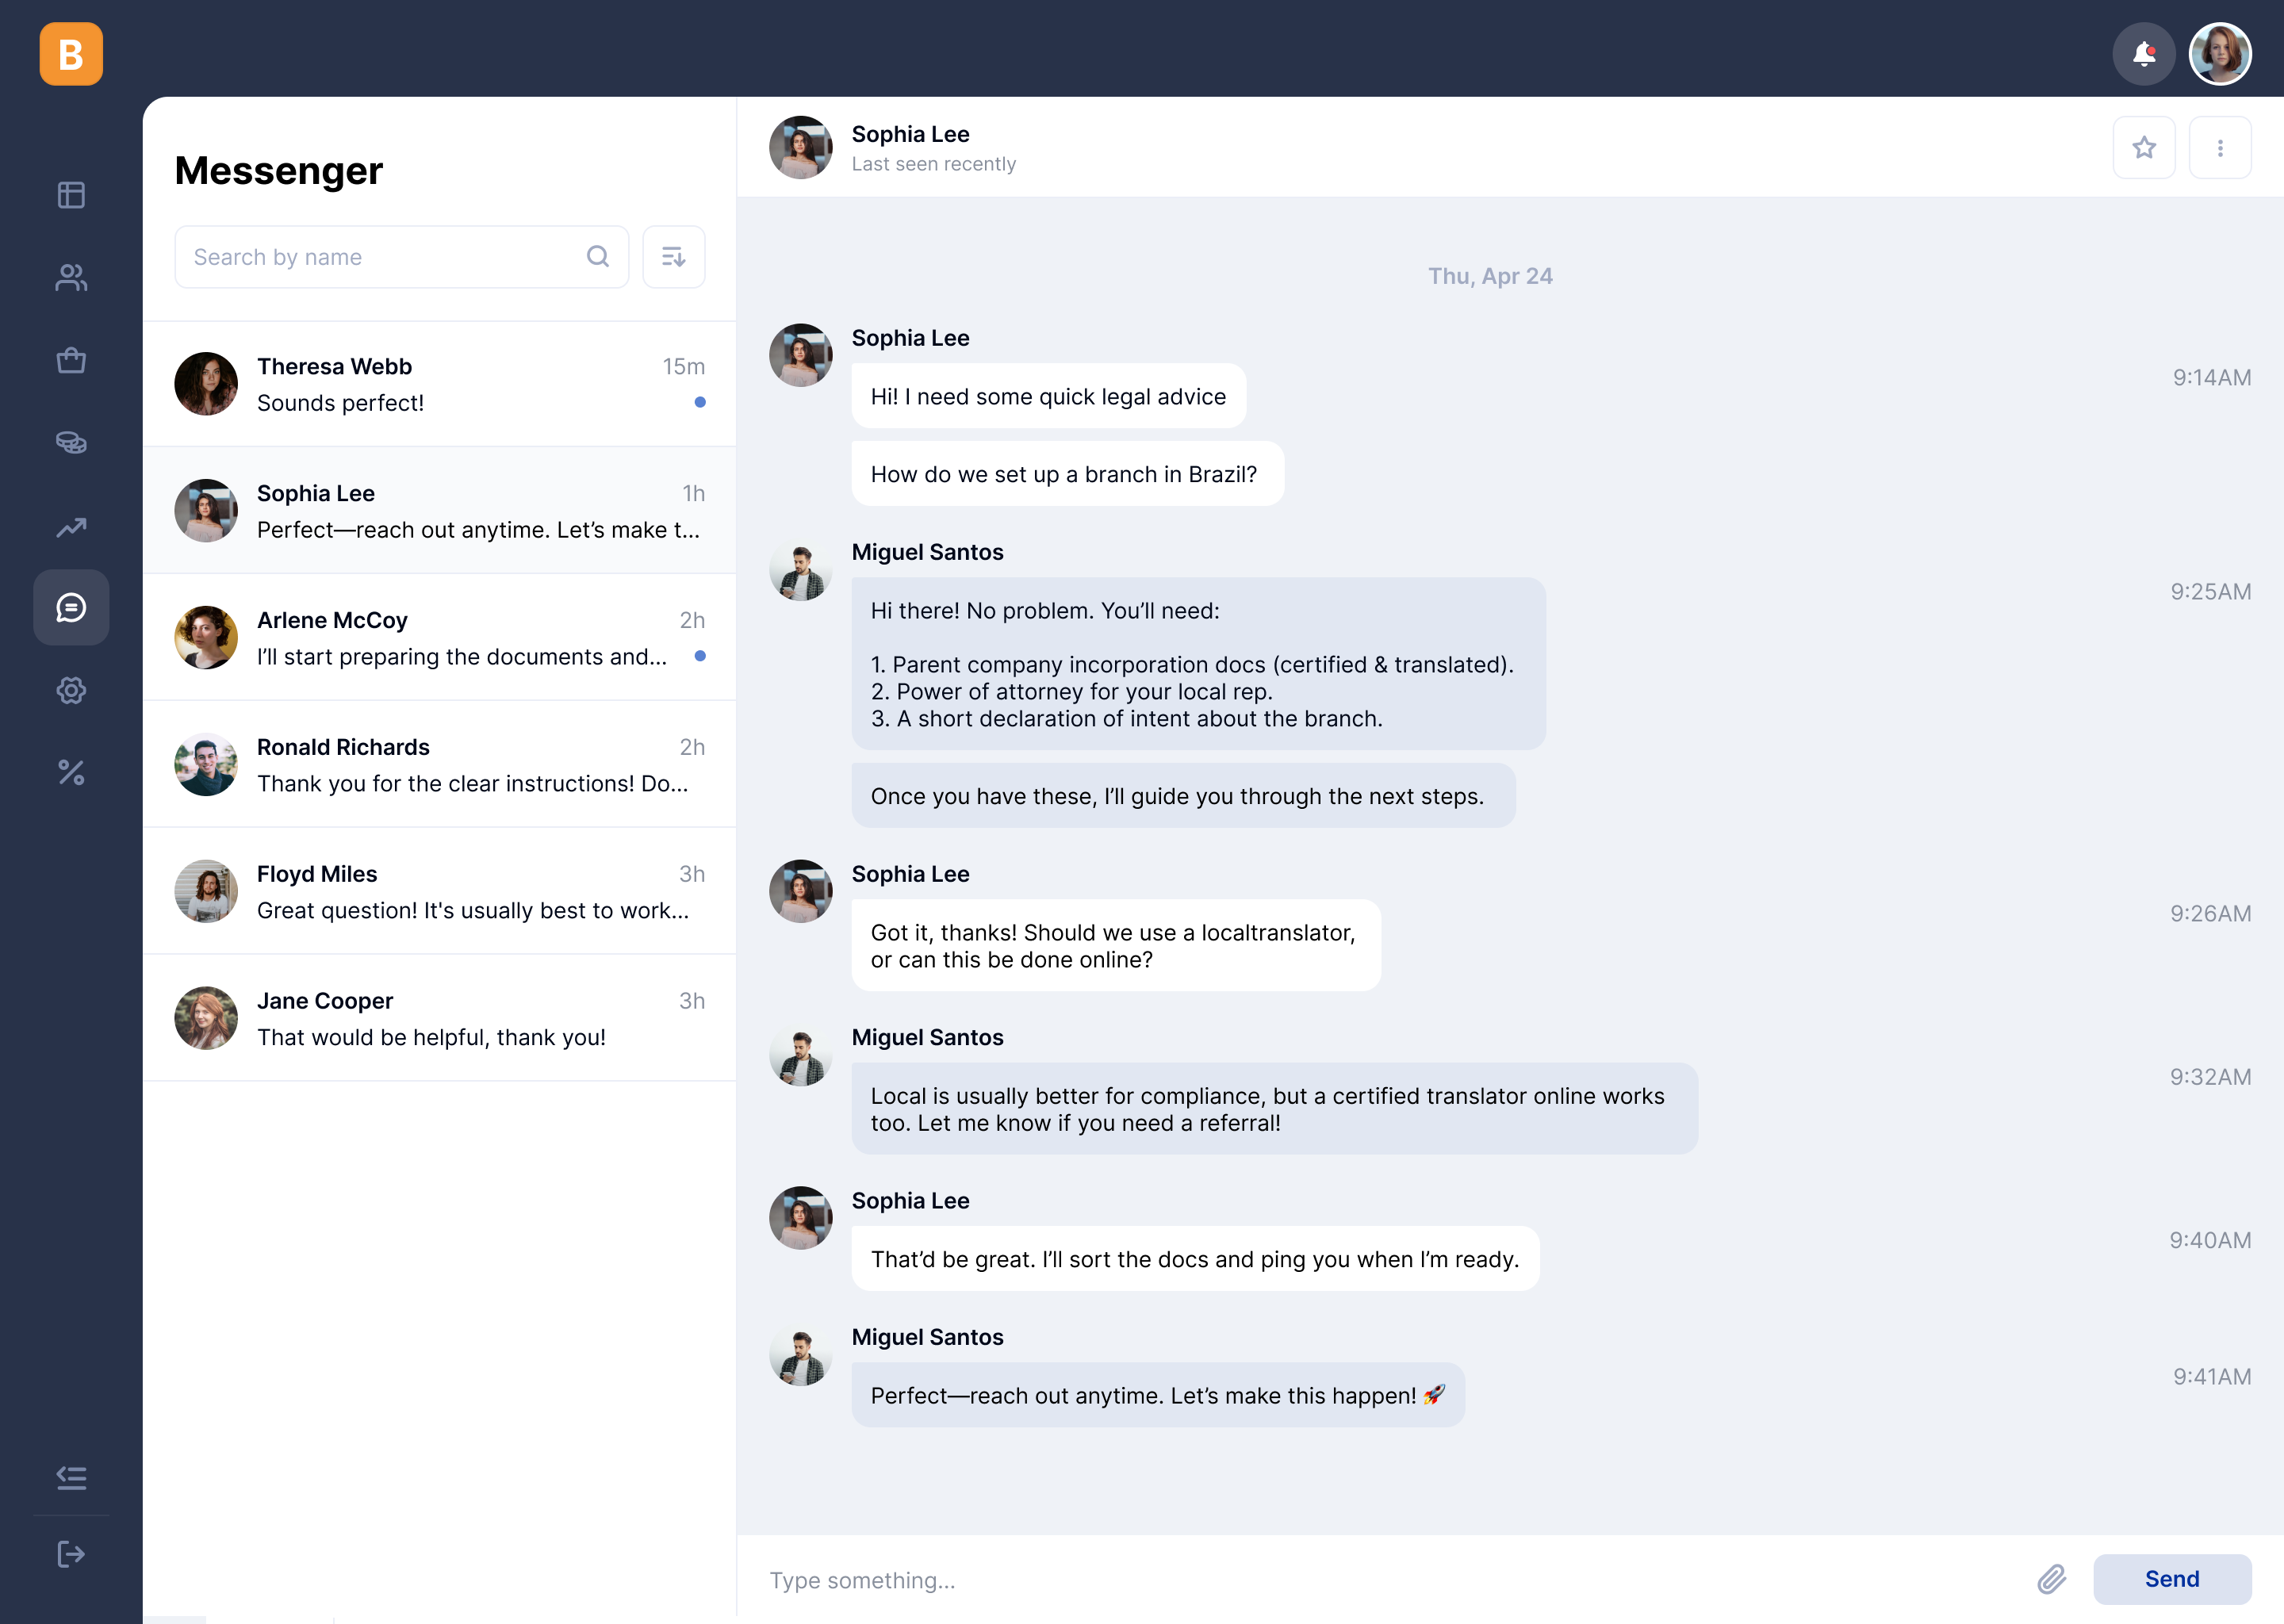 B
Messenger
Search by name
Theresa Webb 15m
Sounds perfect!
Sophia Lee 1h
Perfect—reach out anytime. Let’s make t...
Arlene McCoy 2h
I’ll start preparing the documents and...
Ronald Richards 2h
Thank you for the clear instructions! Do...
Floyd Miles 3h
Great question! It's usually best to work...
Jane Cooper 3h
That would be helpful, thank you!
Sophia Lee
Last seen recently
Thu, Apr 24
Sophia Lee
9:14AM
Hi! I need some quick legal advice
How do we set up a branch in Brazil?
Miguel Santos
9:25AM
Hi there! No problem. You’ll need:
1. Parent company incorporation docs (certified & translated).
2. Power of attorney for your local rep.
3. A short declaration of intent about the branch.
Once you have these, I’ll guide you through the next steps.
Sophia Lee
9:26AM
Got it, thanks! Should we use a localtranslator,
or can this be done online?
Miguel Santos
9:32AM
Local is usually better for compliance, but a certified translator online works
too. Let me know if you need a referral!
Sophia Lee
9:40AM
That’d be great. I’ll sort the docs and ping you when I’m ready.
Miguel Santos
9:41AM
Perfect—reach out anytime. Let’s make this happen! 🚀
Type something...
Send